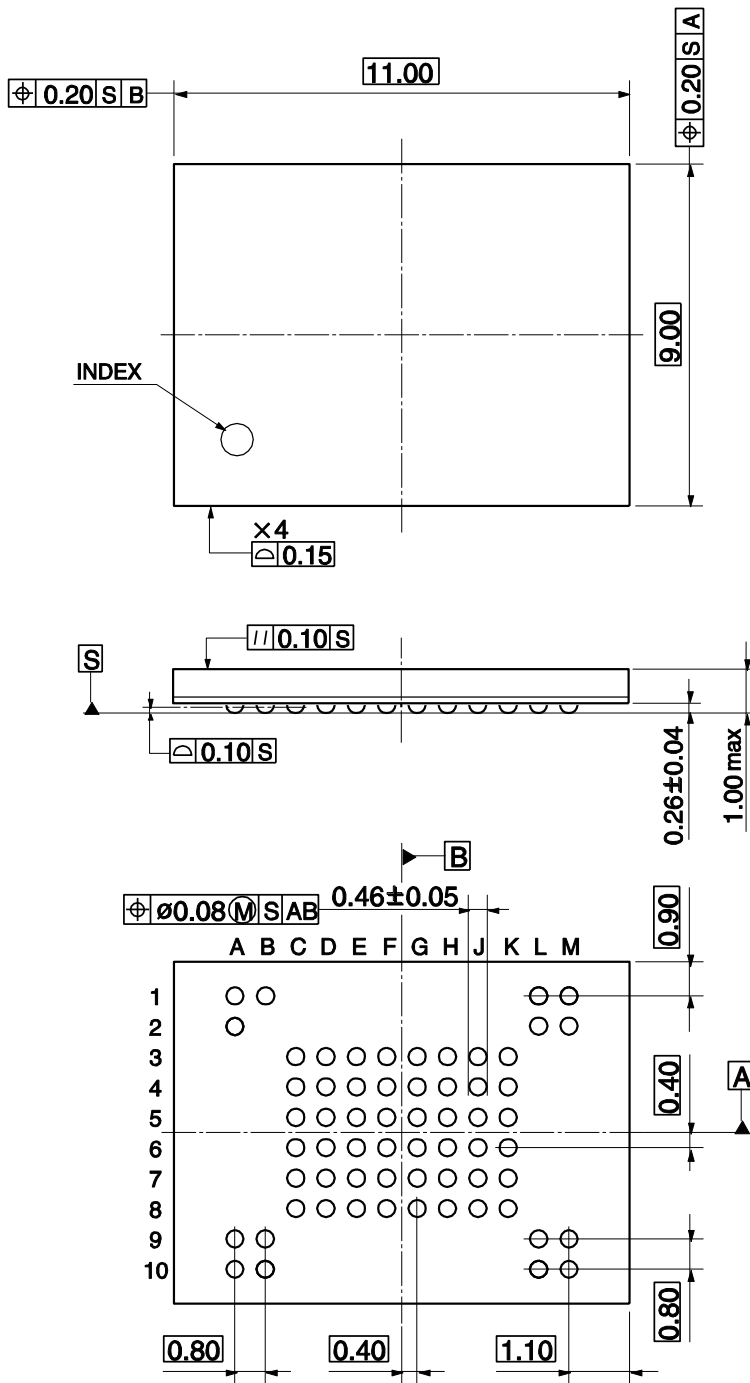 11.00
⌖ 0.20 S B
⌖ 0.20 S A
9.00
INDEX
×4
⌓ 0.15
// 0.10 S
S
⌓ 0.10 S
0.26±0.04
1.00 max
B
⌖ ø0.08 Ⓜ S AB
0.46±0.05
0.90
A B C D E F G H J K L M
1
2
3
4
0.40
A
5
6
7
8
9
10
0.80
0.80
0.40
1.10